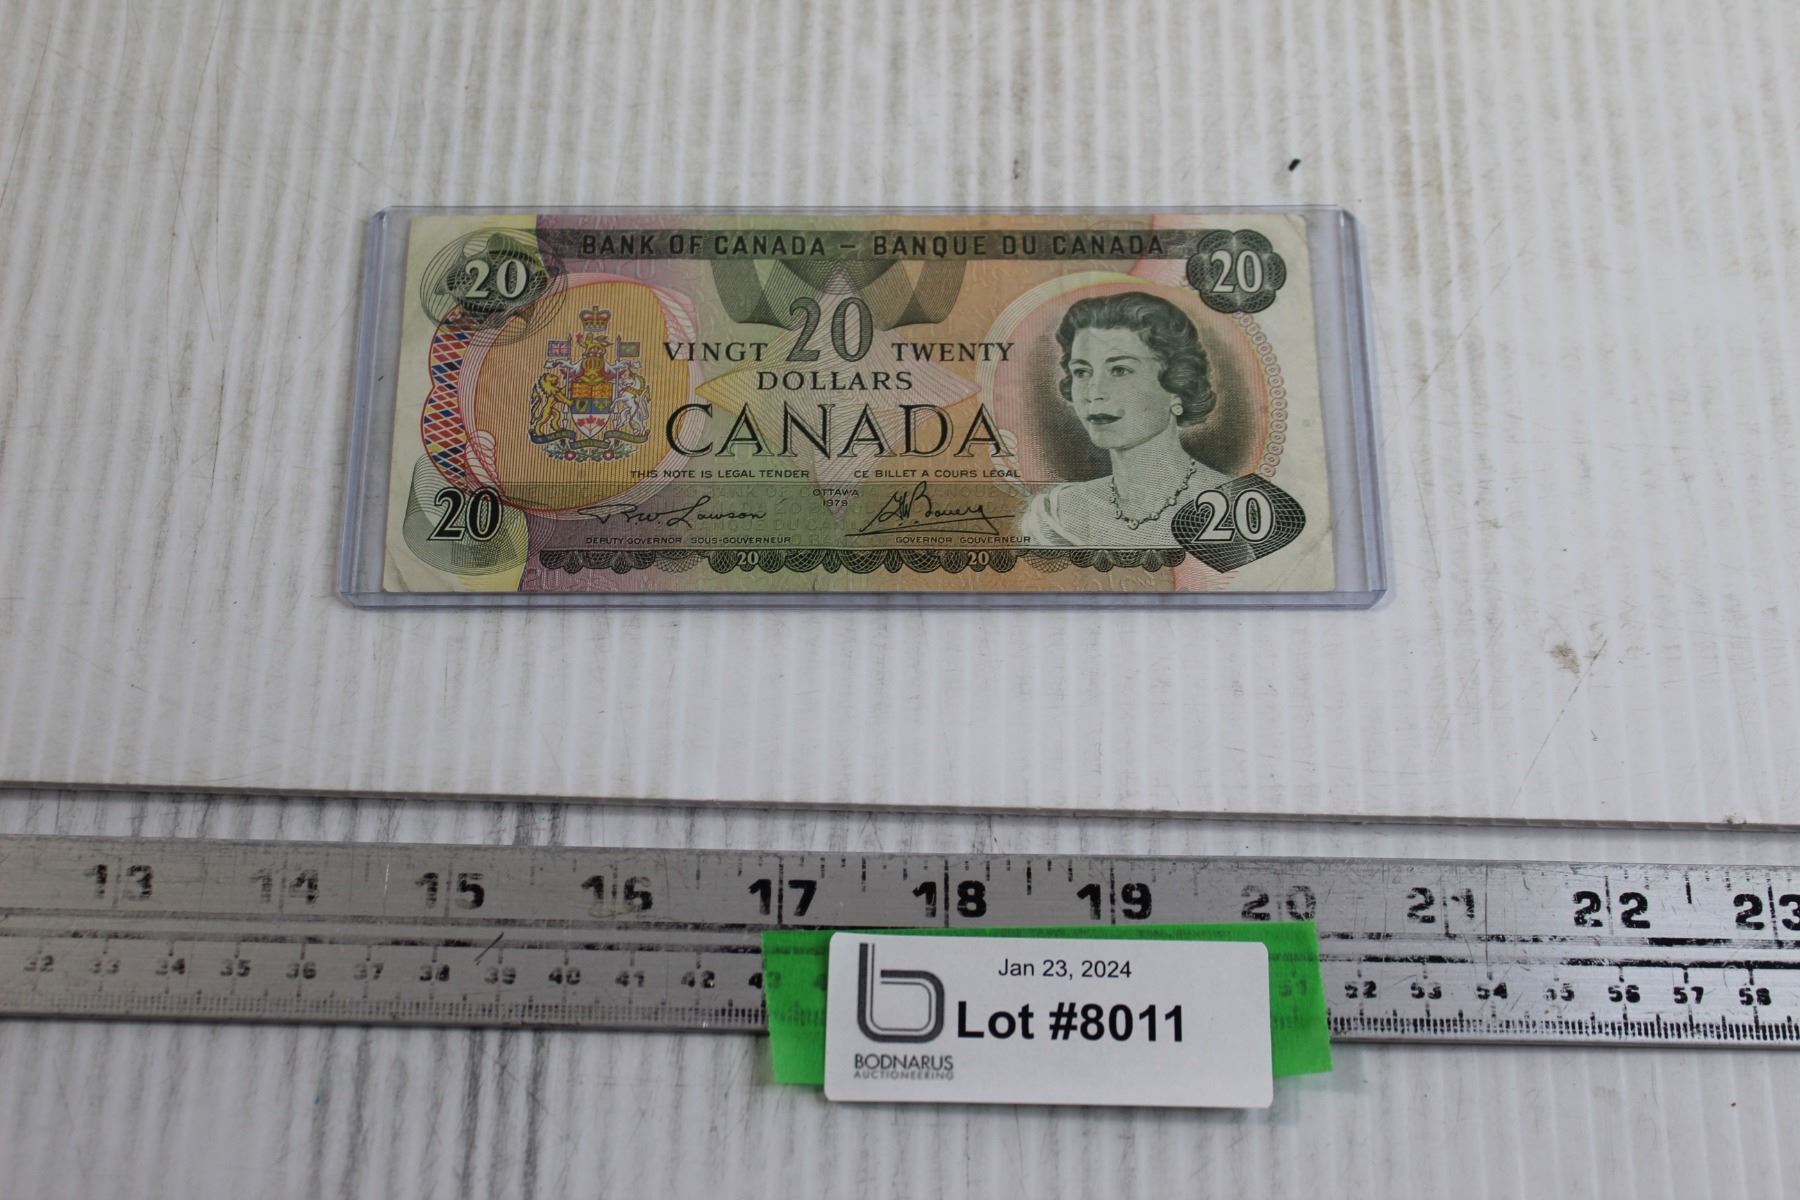 BANK OF CANADA – BANQUE DU CANADA
20 20
VINGT 20 TWENTY
DOLLARS
CANADA
THIS NOTE IS LEGAL TENDER CE BILLET A COURS LÉGAL
OTTAWA
1979
R.W. Lawson
20 20
DEPUTY GOVERNOR SOUS-GOUVERNEUR GOVERNOR GOUVERNEUR
20 20
13 14 15 16 17 18 19 20 21 22 23
32 33 34 35 36 37 38 39 40 41 42 51 52 53 54 55 56 57 58
Jan 23, 2024
Lot #8011
BODNARUS
AUCTIONEERING